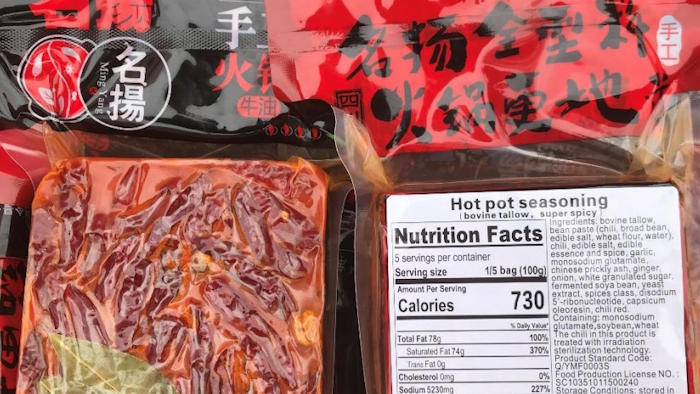 名揚
Ming Yang
手工
火锅
牛油
名扬全型
手工
火锅
地
四
Hot pot seasoning
(bovine tallow, super spicy)
Nutrition Facts
5 servings per container
Serving size 1/5 bag (100g)
Amount Per Serving
Calories 730
% Daily Value*
Total Fat 78g 100%
Saturated Fat 74g 370%
Trans Fat 0g
Cholesterol 0mg 0%
Sodium 5230mg 227%
Ingredients: bovine tallow,
bean paste (chili, broad bean,
edible salt, wheat flour, water),
chili, edible salt, edible
essence and spice, garlic,
monosodium glutamate,
chinese prickly ash, ginger,
onion, white granulated sugar,
fermented soya bean, yeast
extract, spices class, disodium
5'-ribonucleotide, capsicum
oleoresin, chili red.
Containing: monosodium
glutamate,soybean,wheat
The chili in this product is
treated with irradiation
sterilization technology.
Product Standard Code:
Q/YMF0003S
Food Production License NO. :
SC10351011500240
Storage Conditions: stored in